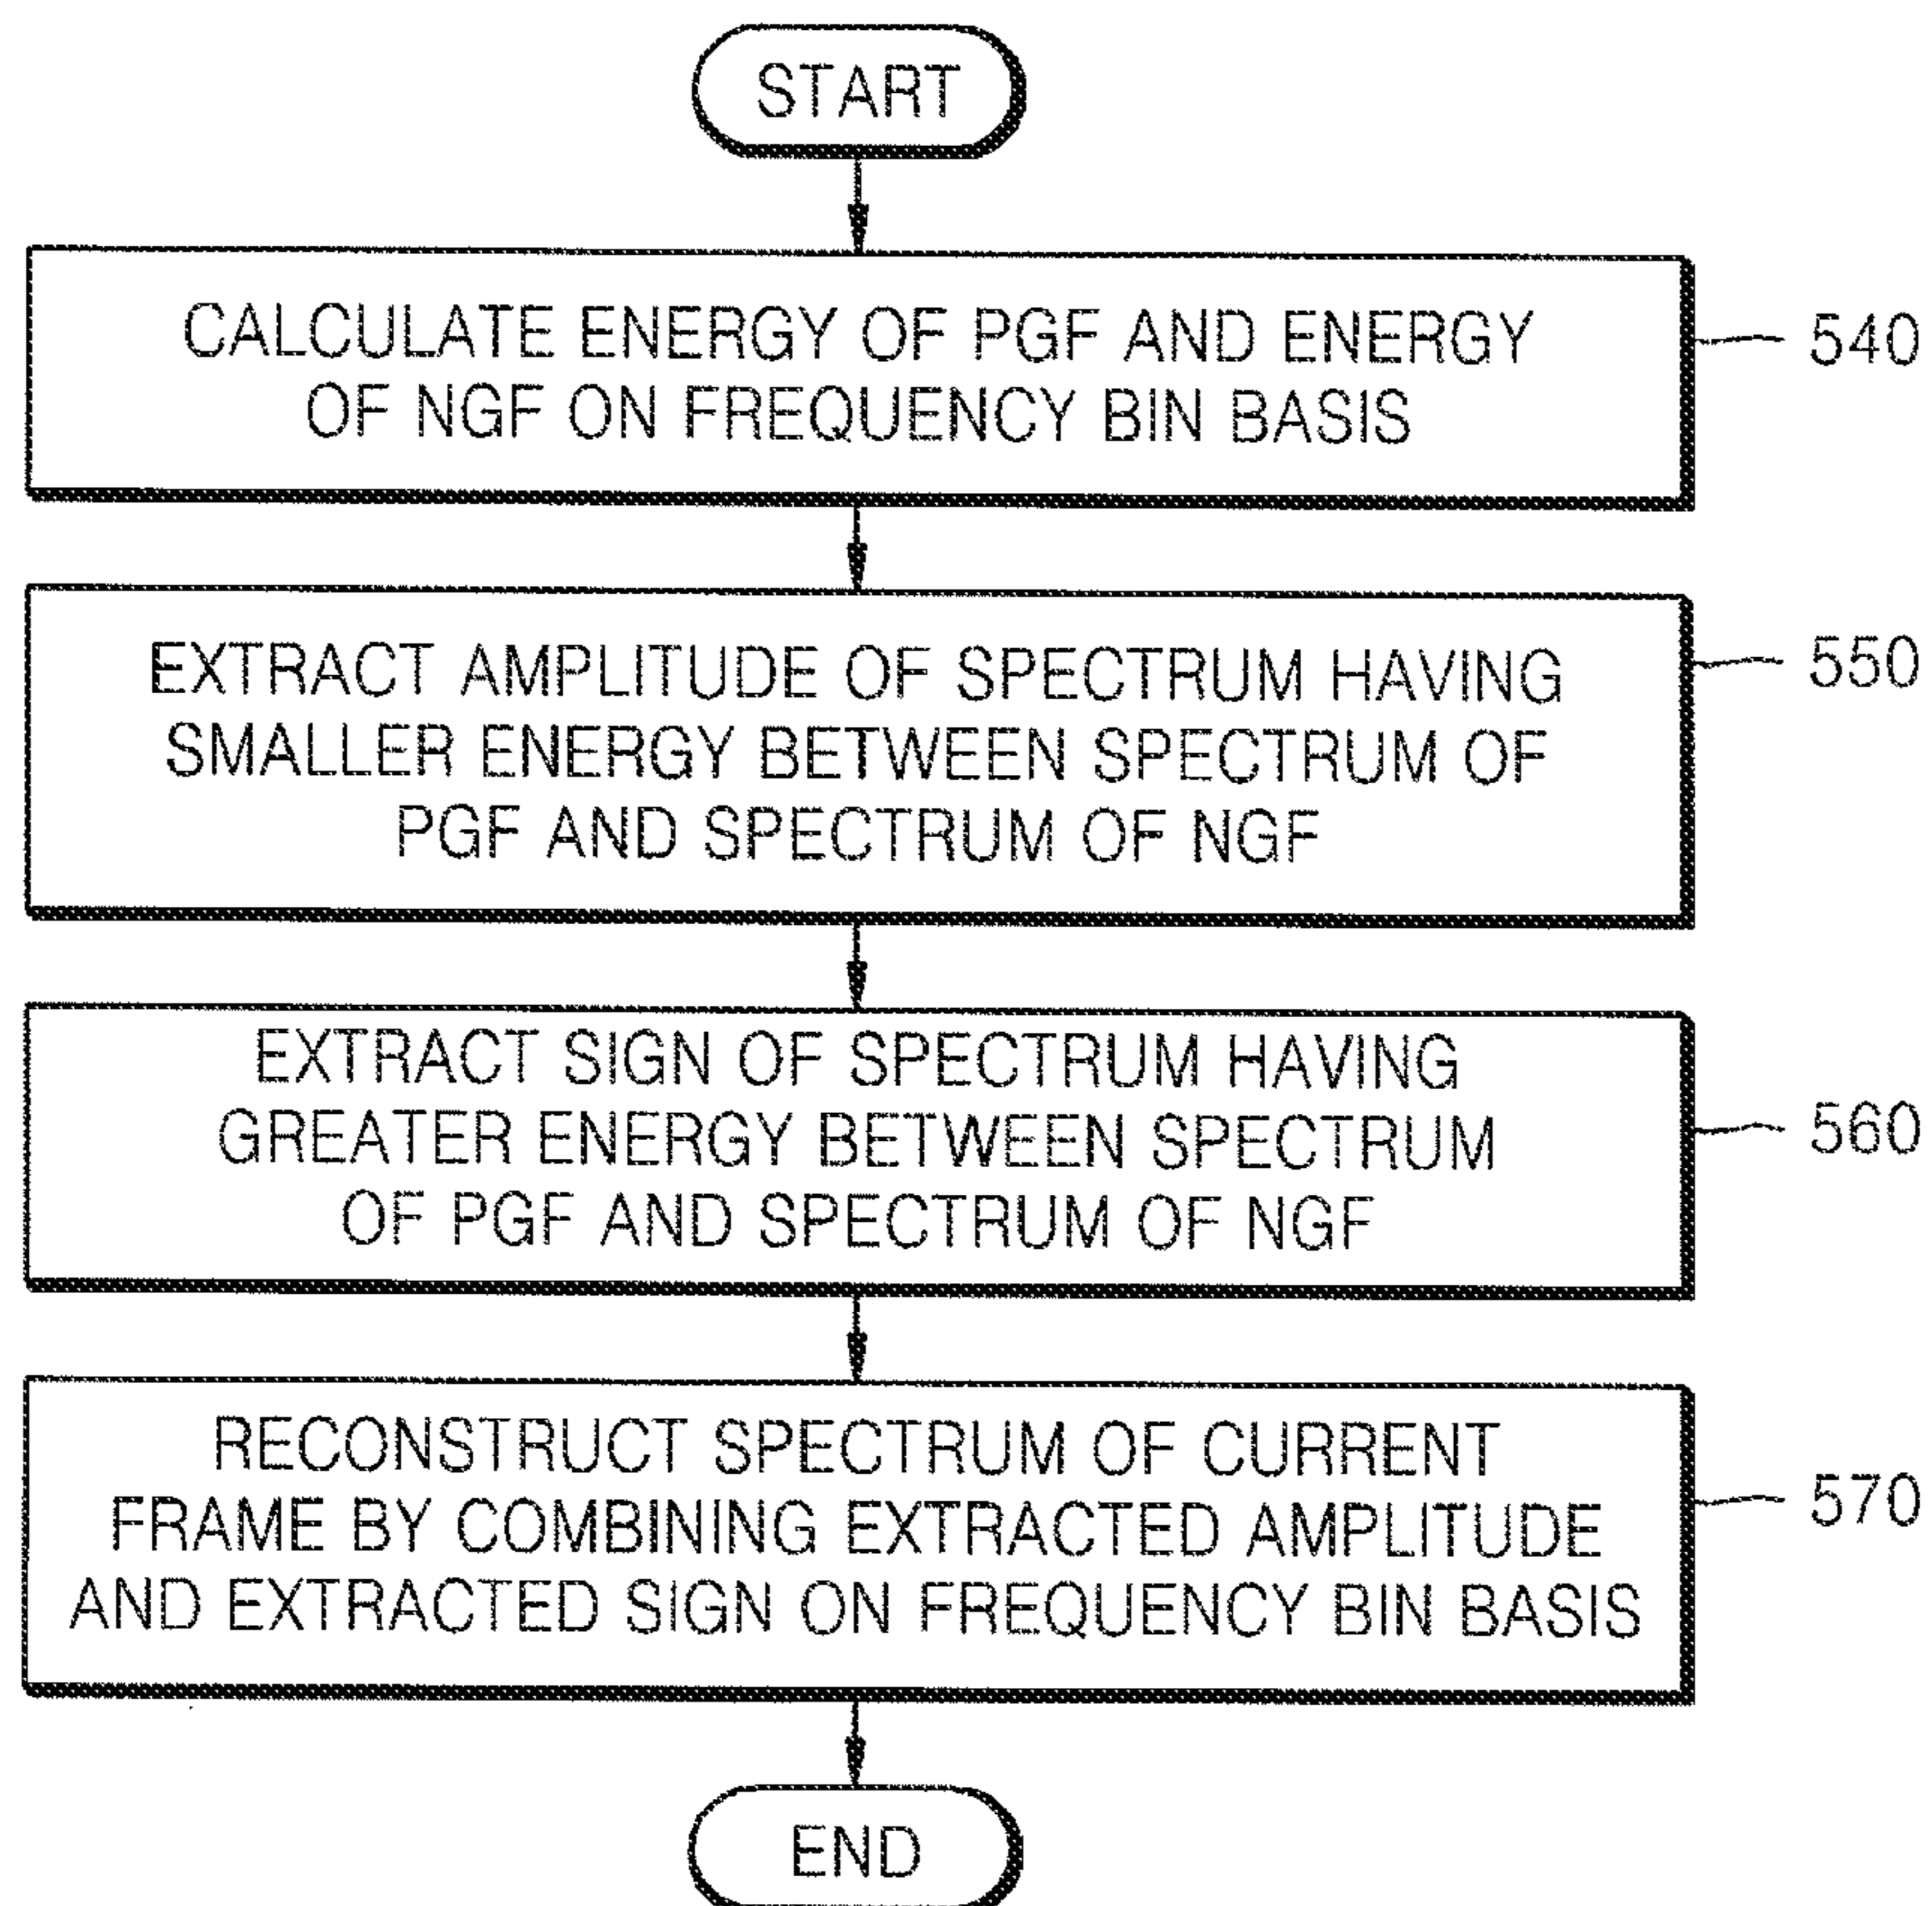 START
CALCULATE ENERGY OF PGF AND ENERGY
OF NGF ON FREQUENCY BIN BASIS
540
EXTRACT AMPLITUDE OF SPECTRUM HAVING
SMALLER ENERGY BETWEEN SPECTRUM OF
PGF AND SPECTRUM OF NGF
550
EXTRACT SIGN OF SPECTRUM HAVING
GREATER ENERGY BETWEEN SPECTRUM
OF PGF AND SPECTRUM OF NGF
560
RECONSTRUCT SPECTRUM OF CURRENT
FRAME BY COMBINING EXTRACTED AMPLITUDE
AND EXTRACTED SIGN ON FREQUENCY BIN BASIS
570
END